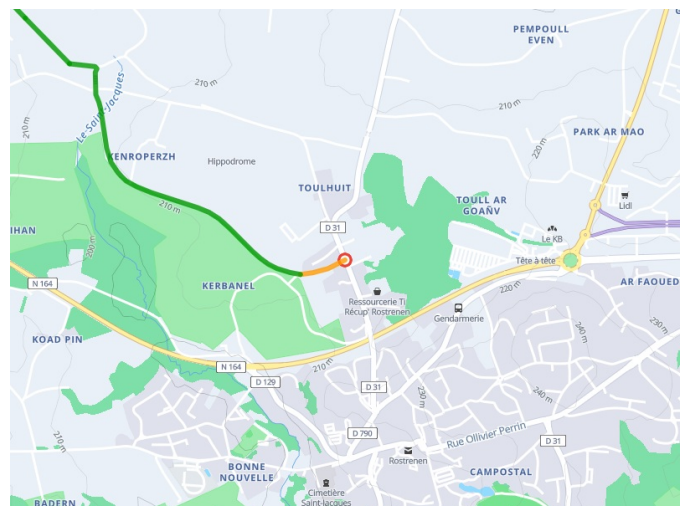 PEMPOULL
EVEN
210 m
Le Saint-Jacques
210 m
PARK AR MAO
220 m
KENROPERZH
Hippodrome
TOULHUIT
TOULL AR
GOAÑV
Lidl
210 m
D 31
IHAN
200 m
Le KB
Tête à tête
N 164
KERBANEL
220 m
AR FAOUED
Ressourcerie Ti
Récup' Rostrenen
Gendarmerie
230 m
KOAD PIN
N 164
210 m
D 129
D 31
230 m
240 m
240 m
210 m
D 790
Rue Ollivier Perrin
D 31
Rostrenen
BONNE
NOUVELLE
CAMPOSTAL
Cimetière
Saint-Jacques
BADERN